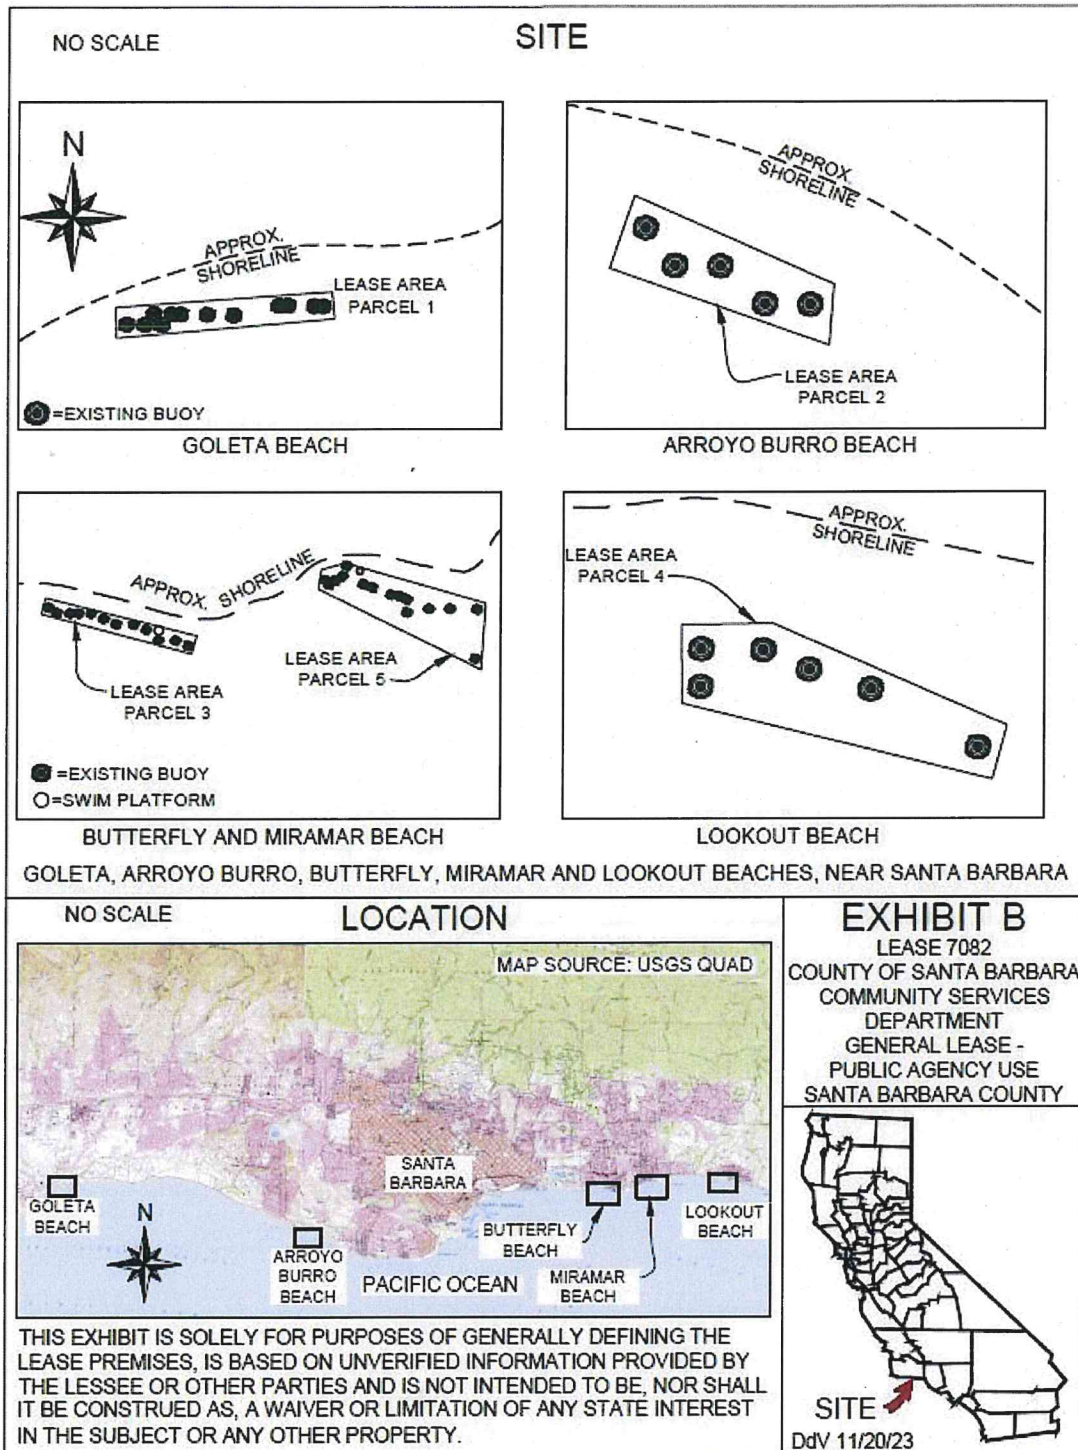 NO SCALE
SITE
N
APPROX.
SHORELINE
LEASE AREA
PARCEL 1
=EXISTING BUOY
GOLETA BEACH
APPROX.
SHORELINE
LEASE AREA
PARCEL 2
ARROYO BURRO BEACH
APPROX. SHORELINE
LEASE AREA
PARCEL 3
LEASE AREA
PARCEL 5
=EXISTING BUOY
=SWIM PLATFORM
BUTTERFLY AND MIRAMAR BEACH
APPROX.
SHORELINE
LEASE AREA
PARCEL 4
LOOKOUT BEACH
GOLETA, ARROYO BURRO, BUTTERFLY, MIRAMAR AND LOOKOUT BEACHES, NEAR SANTA BARBARA
NO SCALE
LOCATION
MAP SOURCE: USGS QUAD
SANTA
BARBARA
GOLETA
BEACH
N
ARROYO
BURRO
BEACH
PACIFIC OCEAN
BUTTERFLY
BEACH
MIRAMAR
BEACH
LOOKOUT
BEACH
THIS EXHIBIT IS SOLELY FOR PURPOSES OF GENERALLY DEFINING THE
LEASE PREMISES, IS BASED ON UNVERIFIED INFORMATION PROVIDED BY
THE LESSEE OR OTHER PARTIES AND IS NOT INTENDED TO BE, NOR SHALL
IT BE CONSTRUED AS, A WAIVER OR LIMITATION OF ANY STATE INTEREST
IN THE SUBJECT OR ANY OTHER PROPERTY.
EXHIBIT B
LEASE 7082
COUNTY OF SANTA BARBARA
COMMUNITY SERVICES
DEPARTMENT
GENERAL LEASE -
PUBLIC AGENCY USE
SANTA BARBARA COUNTY
SITE
DdV 11/20/23